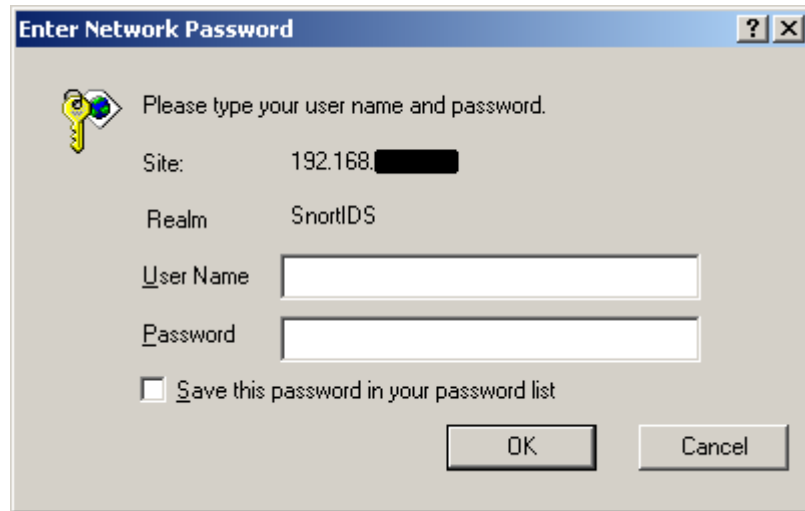 Enter Network Password
Please type your user name and password.
Site: 192.168.
Realm SnortIDS
User Name
Password
Save this password in your password list
OK Cancel